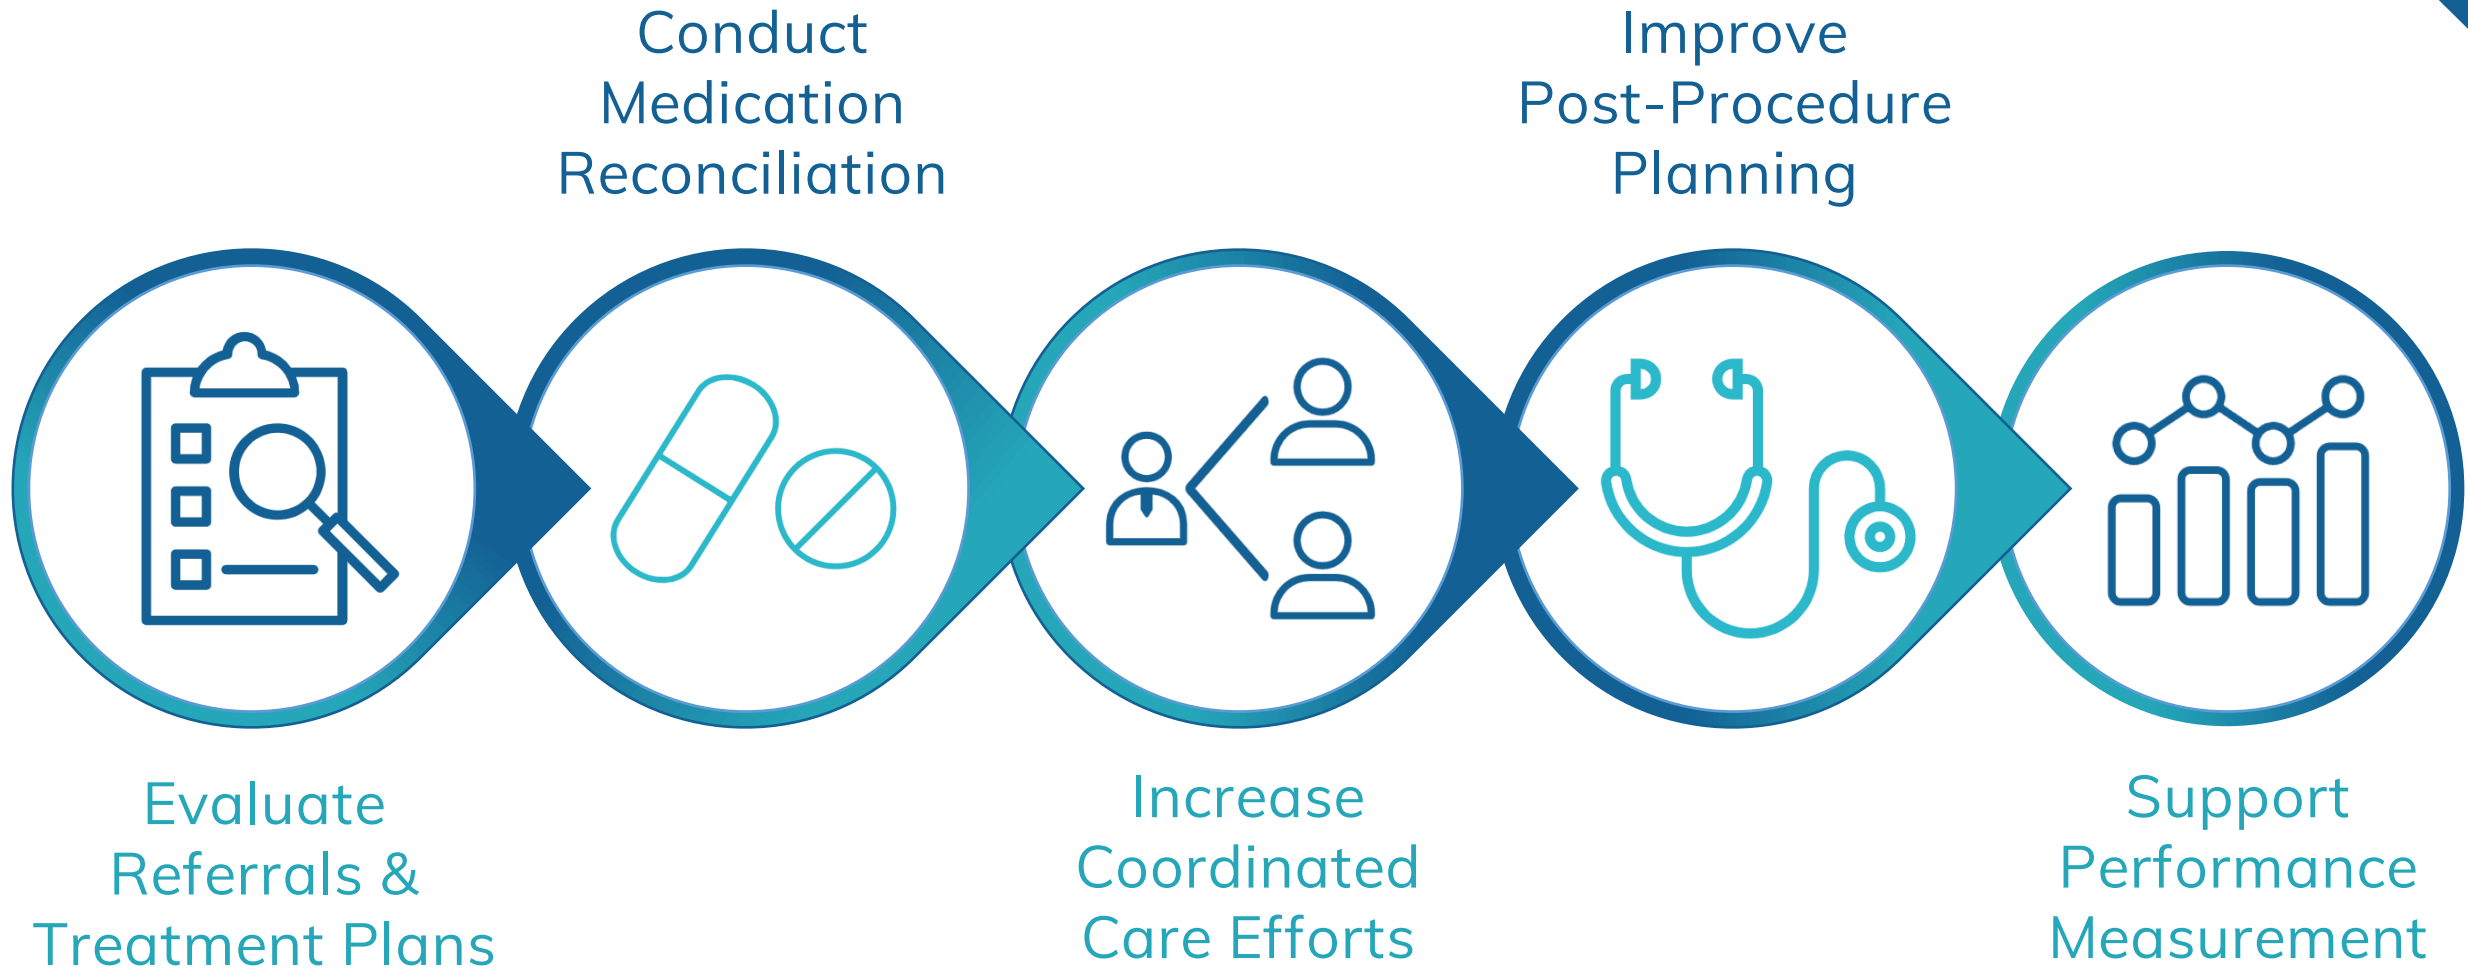 Conduct
Medication
Reconciliation
Improve
Post-Procedure
Planning
Evaluate
Referrals &
Treatment Plans
Increase
Coordinated
Care Efforts
Support
Performance
Measurement